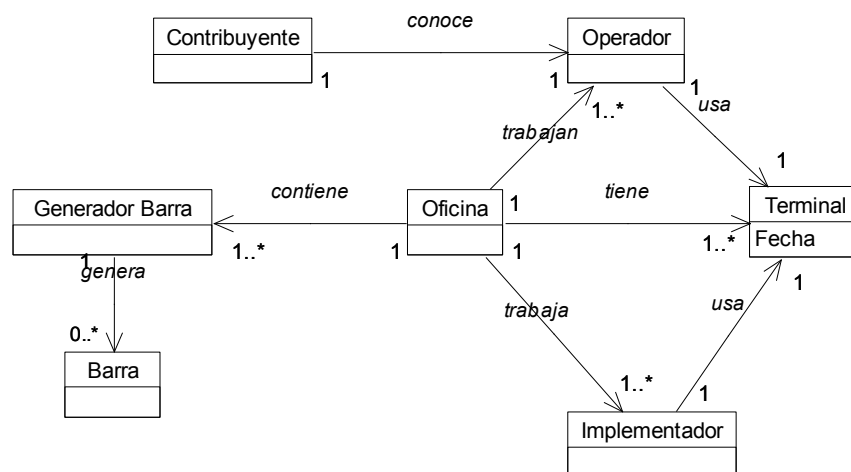 conoce
Contribuyente
Operador
1
1
1
1..*
usa
trabajan
1
contiene
tiene
Generador Barra
Oficina
1
Terminal
Fecha
1
1..*
1
1
1..*
1
genera
trabaja
usa
0..*
Barra
1..*
1
Implementador